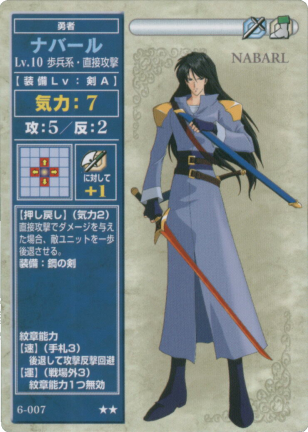 勇者
ナバール
Lv.10 歩兵系・直接攻撃
【装備Lv:剣A】
気力:7
攻:5/反:2
に対して
+1
【押し戻し】(気力2)
直接攻撃でダメージを与え
た場合、敵ユニットを一歩
後退させる。
装備:鋼の剣
紋章能力
【速】(手札3)
後退して攻撃反撃回避
【運】(戦場外3)
紋章能力1つ無効
6-007
★★
NABARL